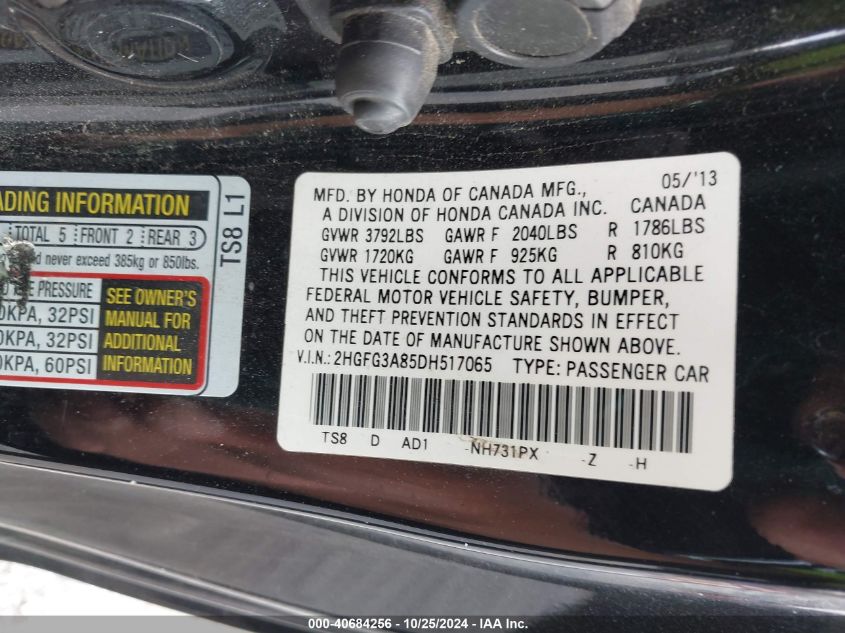 ADING INFORMATION
TOTAL 5 FRONT 2 REAR 3
never exceed 385kg or 850lbs.
PRESSURE
0KPA, 32PSI
0KPA, 32PSI
0KPA, 60PSI
SEE OWNER'S
MANUAL FOR
ADDITIONAL
INFORMATION
TS8 L1
05/'13
MFD. BY HONDA OF CANADA MFG.,
A DIVISION OF HONDA CANADA INC. CANADA
GVWR 3792LBS GAWR F 2040LBS R 1786LBS
GVWR 1720KG GAWR F 925KG R 810KG
THIS VEHICLE CONFORMS TO ALL APPLICABLE
FEDERAL MOTOR VEHICLE SAFETY, BUMPER,
AND THEFT PREVENTION STANDARDS IN EFFECT
ON THE DATE OF MANUFACTURE SHOWN ABOVE.
V.I.N.: 2HGFG3A85DH517065 TYPE: PASSENGER CAR
TS8 D AD1 -NH731PX -Z -H
000-40684256 - 10/25/2024 - IAA Inc.